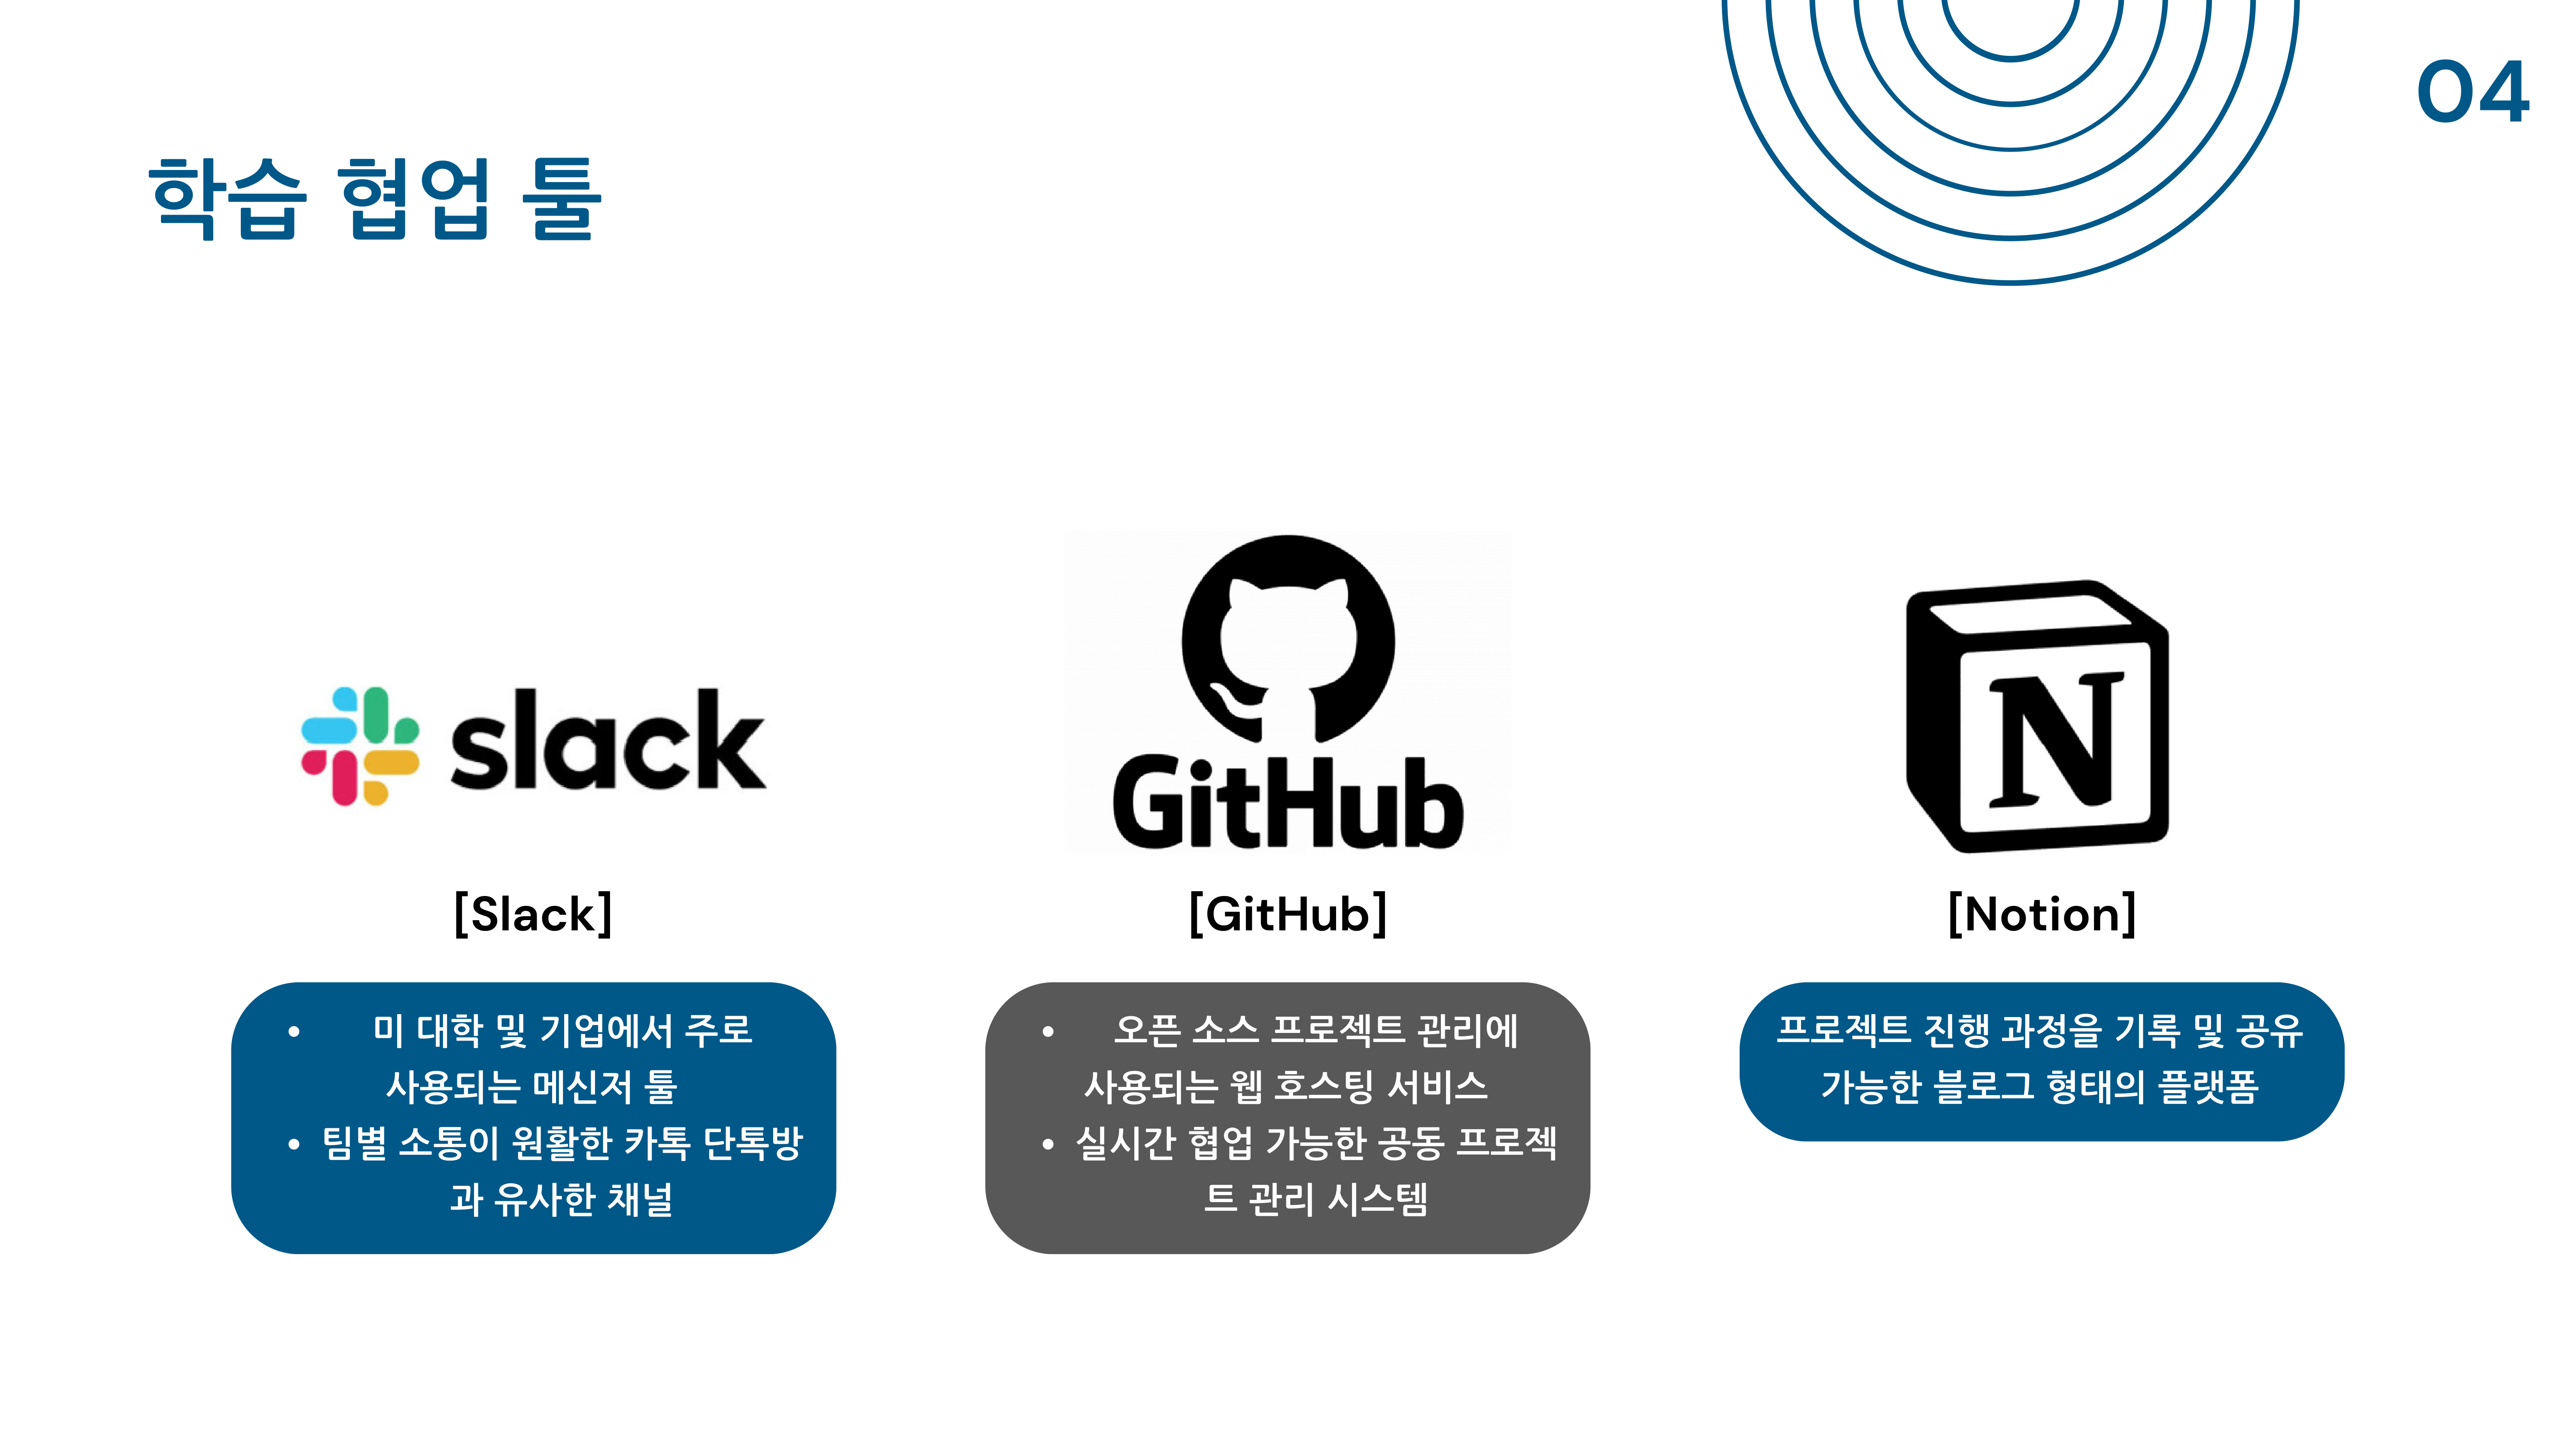 04
학습 협업 툴
slack
GitHub
N
[Slack]
[GitHub]
[Notion]
• 미 대학 및 기업에서 주로
사용되는 메신저 툴
• 팀별 소통이 원활한 카톡 단톡방
과 유사한 채널
• 오픈 소스 프로젝트 관리에
사용되는 웹 호스팅 서비스
• 실시간 협업 가능한 공동 프로젝
트 관리 시스템
프로젝트 진행 과정을 기록 및 공유
가능한 블로그 형태의 플랫폼